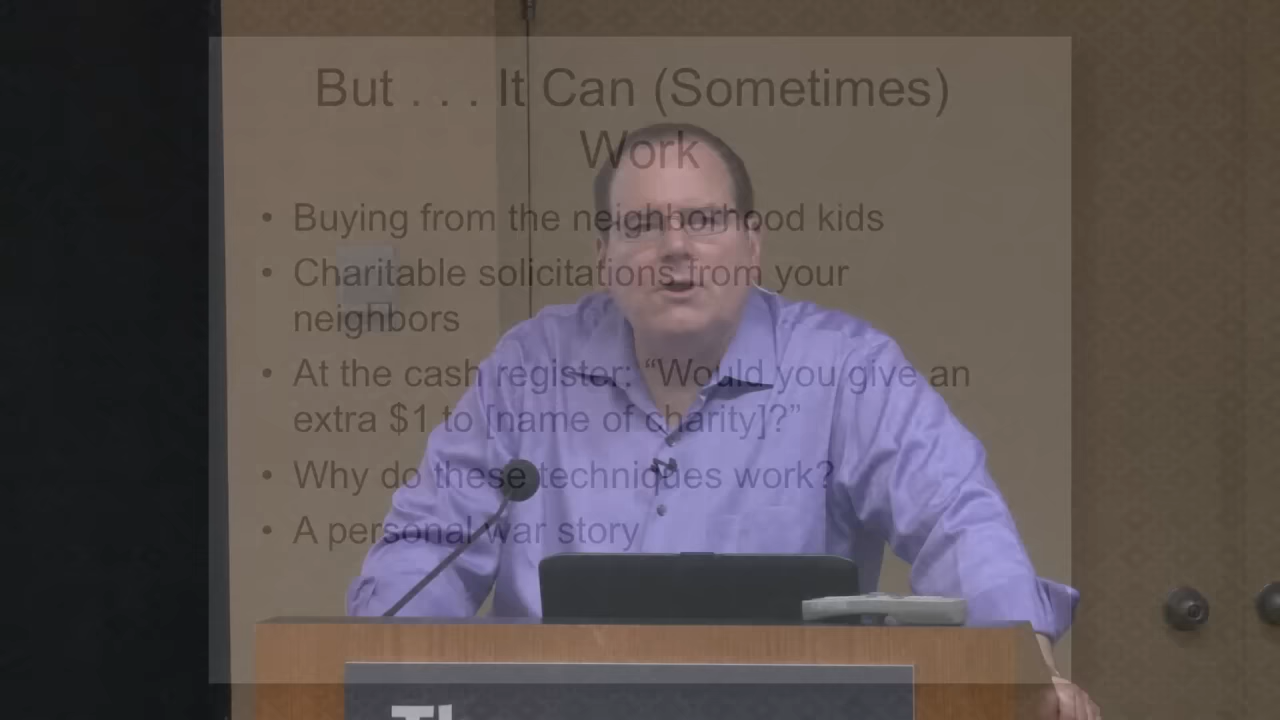 But . . . It Can (Sometimes)
Work
• Buying from the neighborhood kids
• Charitable solicitations from your
neighbors
• At the cash register: “Would you give an
extra $1 to [name of charity]?”
• Why do these techniques work?
• A personal war story